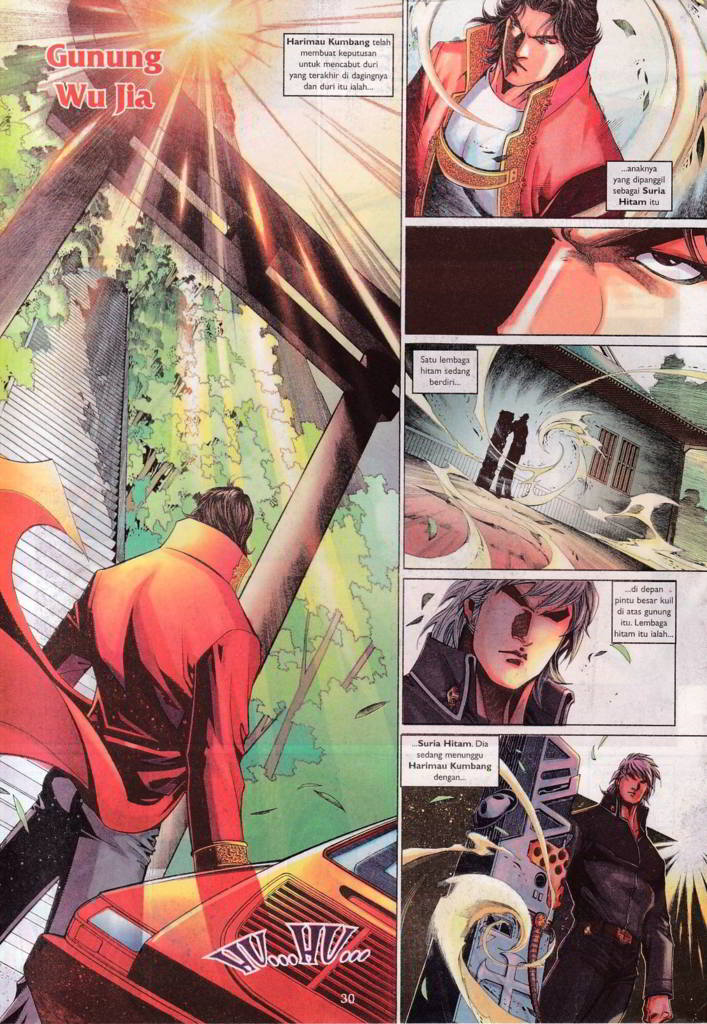 Gunung
Wu Jia
Harimau Kumbang telah
membuat keputusan
untuk mencabut duri
yang terakhir di dagingnya
dan duri itu ialah...
...anaknya
yang dipanggil
sebagai Suria
Hitam itu
Satu lembaga
hitam sedang
berdiri...
...di depan
pintu besar kuil
di atas gunung
itu. Lembaga
hitam itu ialah...
...Suria Hitam. Dia
sedang menunggu
Harimau Kumbang
dengan...
HU...HU...
30